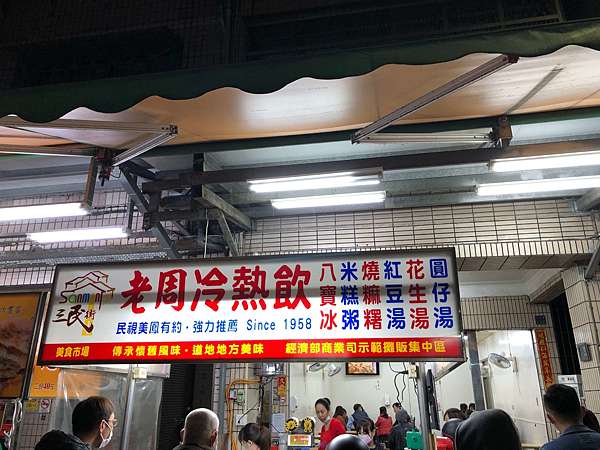 Sanmin
三民街
老周冷熱飲
民視美鳳有約．強力推薦 Since 1958
八寶冰
米糕粥
燒麻糬
紅豆湯
花生湯
圓仔湯
美食市場 傳承懷舊風味．道地地方美味 經濟部商業司示範攤販集中區